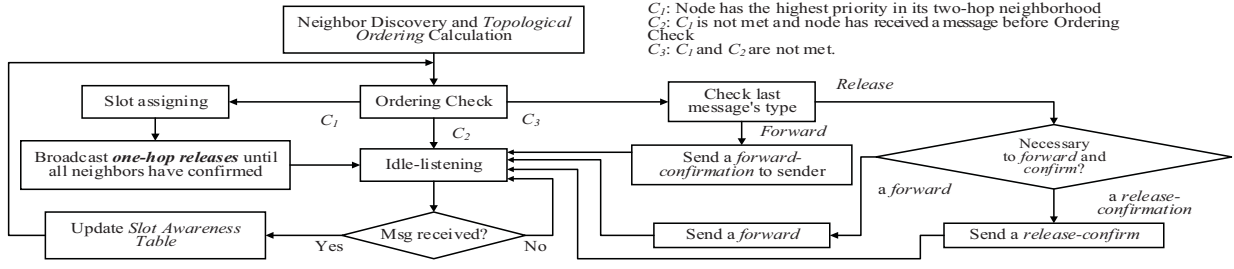 C₁: Node has the highest priority in its two-hop neighborhood
C₂: C₁ is not met and node has received a message before Ordering
Check
C₃: C₁ and C₂ are not met.
Neighbor Discovery and Topological
Ordering Calculation
Slot assigning
Ordering Check
Check last
message's type
Release
C₁
C₂
C₃
Forward
Broadcast one-hop releases until
all neighbors have confirmed
Idle-listening
Send a forward-
confirmation to sender
Necessary
to forward and
confirm?
a forward
a release-
confirmation
Update Slot Awareness
Table
Yes
Msg received?
No
Send a forward
Send a release-confirm